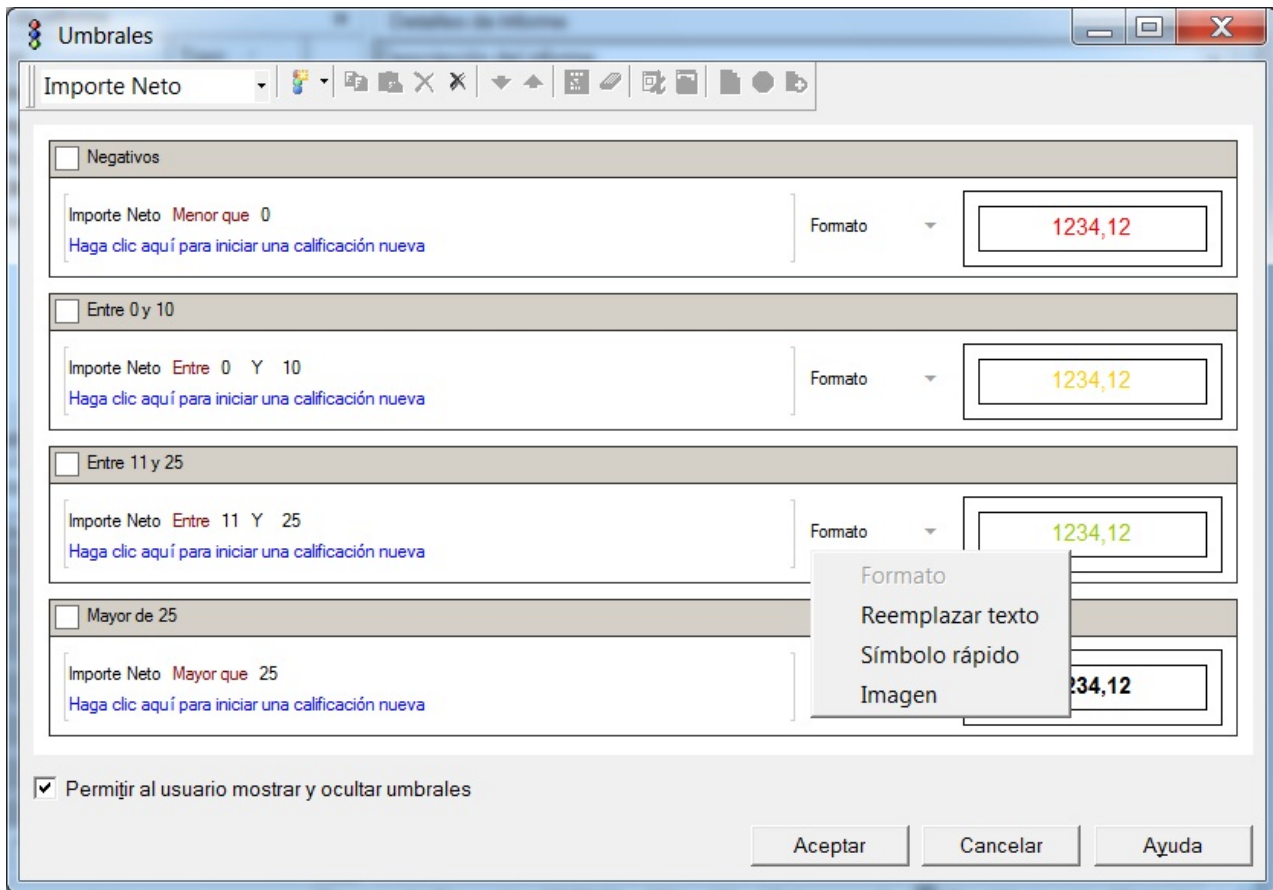 Umbrales
Importe Neto
Negativos
Importe Neto Menor que 0
Haga clic aquí para iniciar una calificación nueva
Formato
1234,12
Entre 0 y 10
Importe Neto Entre 0 Y 10
Haga clic aquí para iniciar una calificación nueva
Formato
1234,12
Entre 11 y 25
Importe Neto Entre 11 Y 25
Haga clic aquí para iniciar una calificación nueva
Formato
1234,12
Formato
Reemplazar texto
Símbolo rápido
Imagen
Mayor de 25
Importe Neto Mayor que 25
Haga clic aquí para iniciar una calificación nueva
234,12
Permitir al usuario mostrar y ocultar umbrales
Aceptar
Cancelar
Ayuda